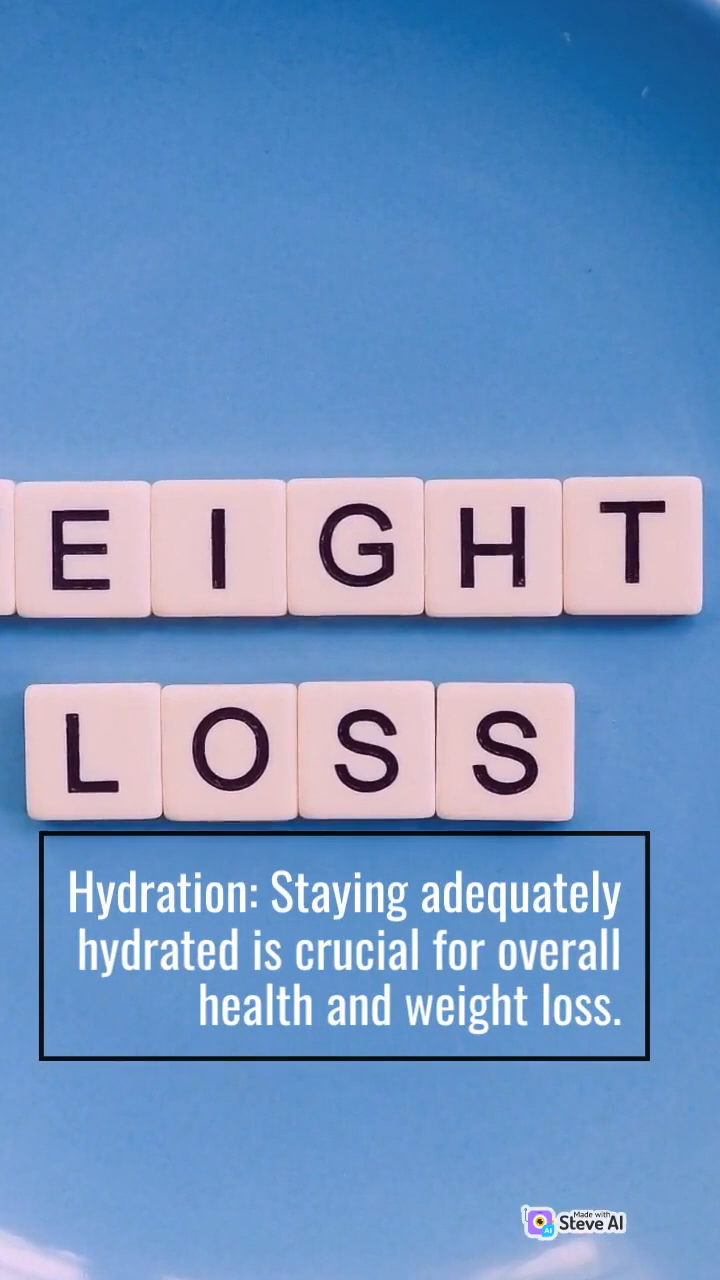 EIGHT
LOSS
Hydration: Staying adequately
hydrated is crucial for overall
health and weight loss.
Made with
Steve AI